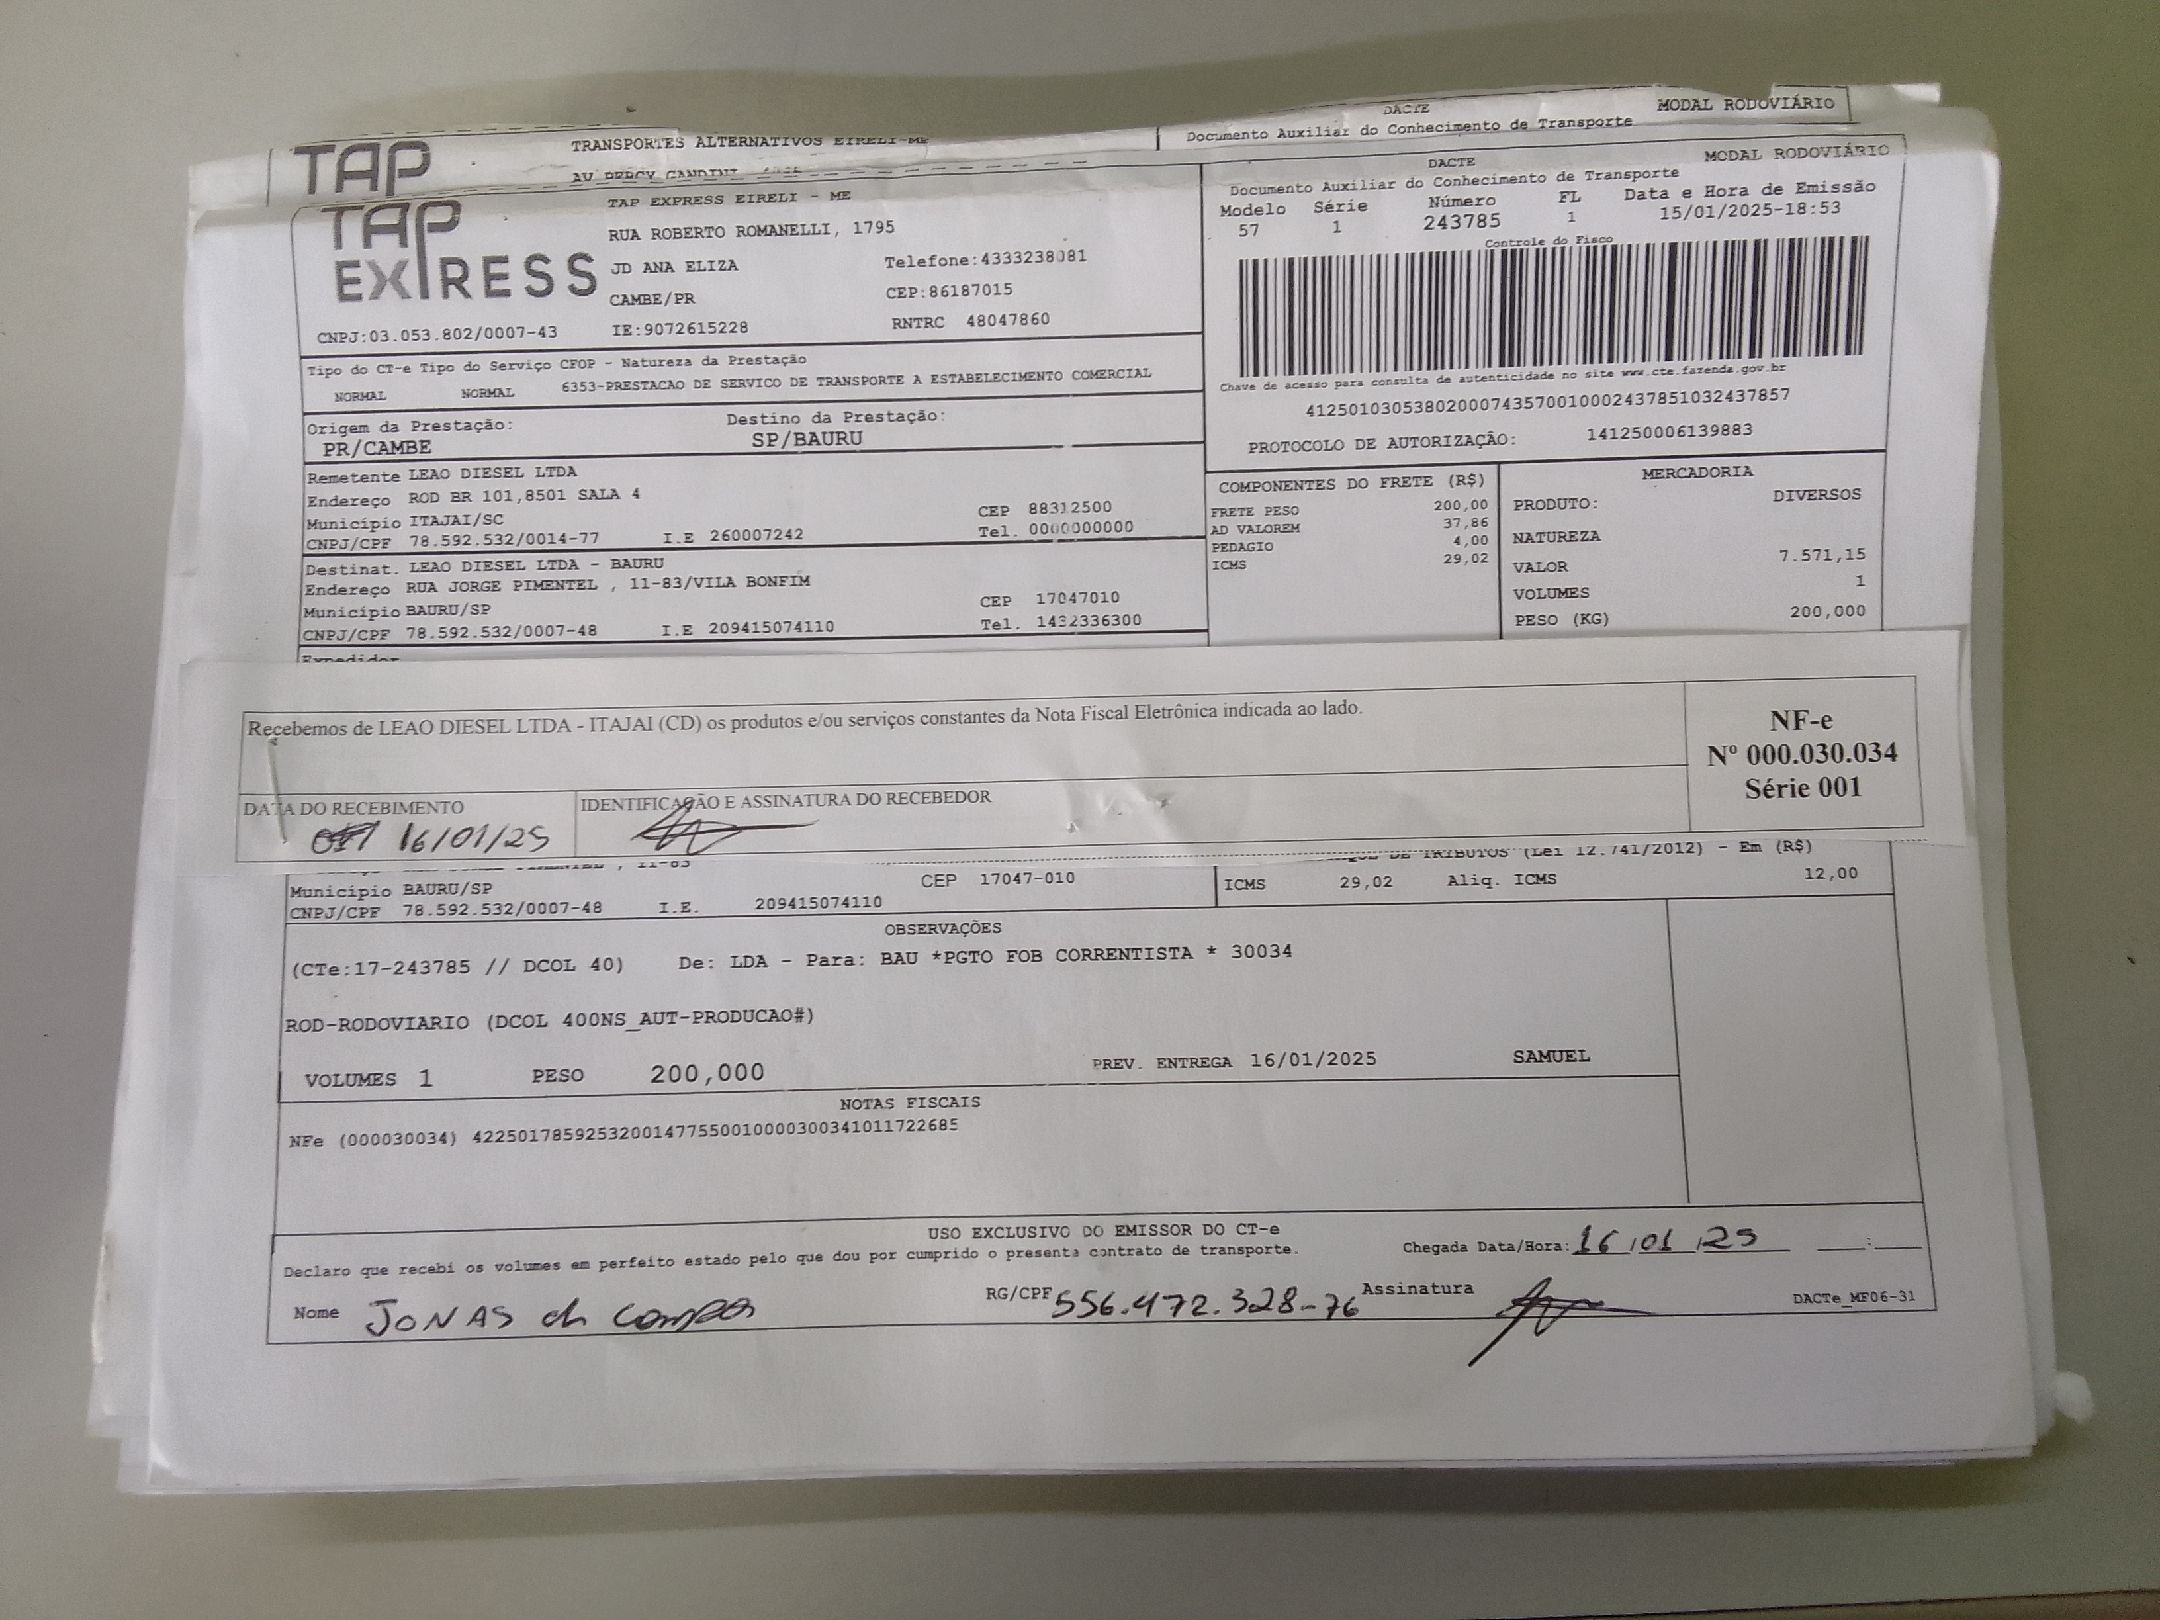 DACTE
MODAL RODOVIÁRIO
TRANSPORTES ALTERNATIVOS EIRELI-ME
Documento Auxiliar do Conhecimento de Transporte
TAP
TAP EXPRESS
TAP EXPRESS EIRELI - ME
RUA ROBERTO ROMANELLI, 1795
JD ANA ELIZA
Telefone:4333238081
CAMBE/PR
CEP:86187015
CNPJ:03.053.802/0007-43
IE:9072615228
RNTRC 48047860
DACTE
MODAL RODOVIÁRIO
Documento Auxiliar do Conhecimento de Transporte
Modelo Série Número FL Data e Hora de Emissão
57 1 243785 1 15/01/2025-18:53
Controle do Fisco
Chave de acesso para consulta de autenticidade no site www.cte.fazenda.gov.br
41250103053802000743570010002437851032437857
PROTOCOLO DE AUTORIZAÇÃO: 141250006139883
Tipo do CT-e Tipo do Serviço CFOP - Natureza da Prestação
NORMAL NORMAL 6353-PRESTACAO DE SERVICO DE TRANSPORTE A ESTABELECIMENTO COMERCIAL
Origem da Prestação: Destino da Prestação:
PR/CAMBE SP/BAURU
Remetente LEAO DIESEL LTDA
Endereço ROD BR 101,8501 SALA 4
Município ITAJAI/SC CEP 88312500
CNPJ/CPF 78.592.532/0014-77 I.E 260007242 Tel. 0000000000
Destinat. LEAO DIESEL LTDA - BAURU
Endereço RUA JORGE PIMENTEL , 11-83/VILA BONFIM
Município BAURU/SP CEP 17047010
CNPJ/CPF 78.592.532/0007-48 I.E 209415074110 Tel. 1432336300
Expedidor
COMPONENTES DO FRETE (R$)
FRETE PESO 200,00
AD VALOREM 37,86
PEDAGIO 4,00
ICMS 29,02
MERCADORIA
PRODUTO: DIVERSOS
NATUREZA
VALOR 7.571,15
VOLUMES 1
PESO (KG) 200,000
Recebemos de LEAO DIESEL LTDA - ITAJAI (CD) os produtos e/ou serviços constantes da Nota Fiscal Eletrônica indicada ao lado.
NF-e
Nº 000.030.034
Série 001
DATA DO RECEBIMENTO
16/01/25
IDENTIFICAÇÃO E ASSINATURA DO RECEBEDOR
, 11-83
DE TRIBUTOS (Lei 12.741/2012) - Em (R$)
Município BAURU/SP CEP 17047-010
CNPJ/CPF 78.592.532/0007-48 I.E. 209415074110
ICMS 29,02 Aliq. ICMS 12,00
OBSERVAÇÕES
(CTe:17-243785 // DCOL 40) De: LDA - Para: BAU *PGTO FOB CORRENTISTA * 30034
ROD-RODOVIARIO (DCOL 400NS_AUT-PRODUCAO#)
VOLUMES 1 PESO 200,000 PREV. ENTREGA 16/01/2025 SAMUEL
NOTAS FISCAIS
NFe (000030034) 42250178592532001477550010000300341011722685
USO EXCLUSIVO DO EMISSOR DO CT-e
Declaro que recebi os volumes em perfeito estado pelo que dou por cumprido o presente contrato de transporte.
Chegada Data/Hora: 16/01/25
Nome JONAS de Campos
RG/CPF 556.472.328-76
Assinatura
DACTe_MF06-31